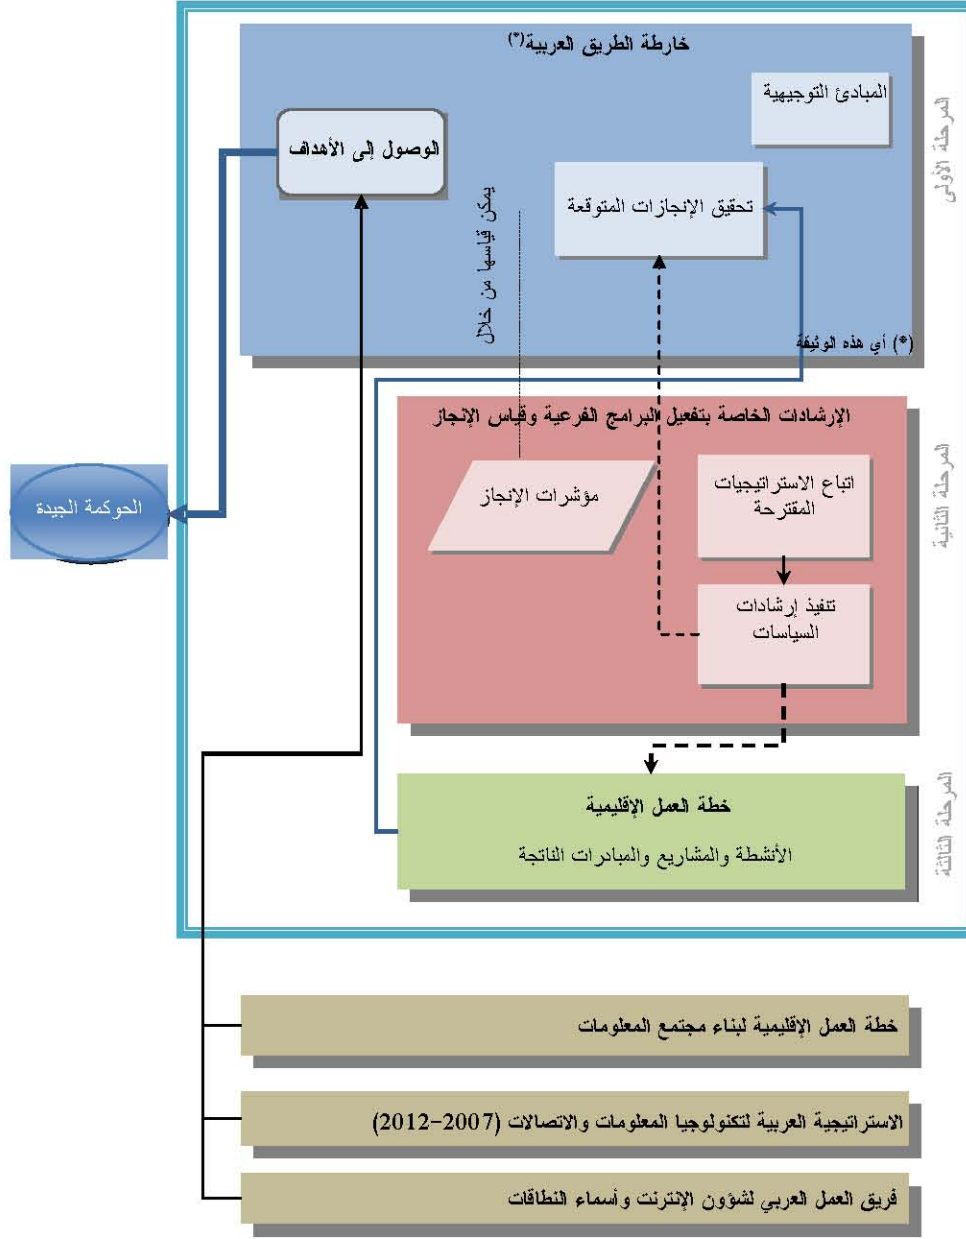 خارطة الطريق العربية(*)
المرحلة الأولى
المبادئ التوجيهية
الوصول إلى الأهداف
تحقيق الإنجازات المتوقعة
يمكن قياسها من خلال
(*) أي هذه الوثيقة
الإرشادات الخاصة بتفعيل البرامج الفرعية وقياس الإنجاز
المرحلة الثانية
اتباع الاستراتيجيات
المقترحة
مؤشرات الإنجاز
الحوكمة الجيدة
تنفيذ إرشادات
السياسات
المرحلة الثالثة
خطة العمل الإقليمية
الأنشطة والمشاريع والمبادرات الناتجة
خطة العمل الإقليمية لبناء مجتمع المعلومات
الاستراتيجية العربية لتكنولوجيا المعلومات والاتصالات (2007-2012)
فريق العمل العربي لشؤون الإنترنت وأسماء النطاقات